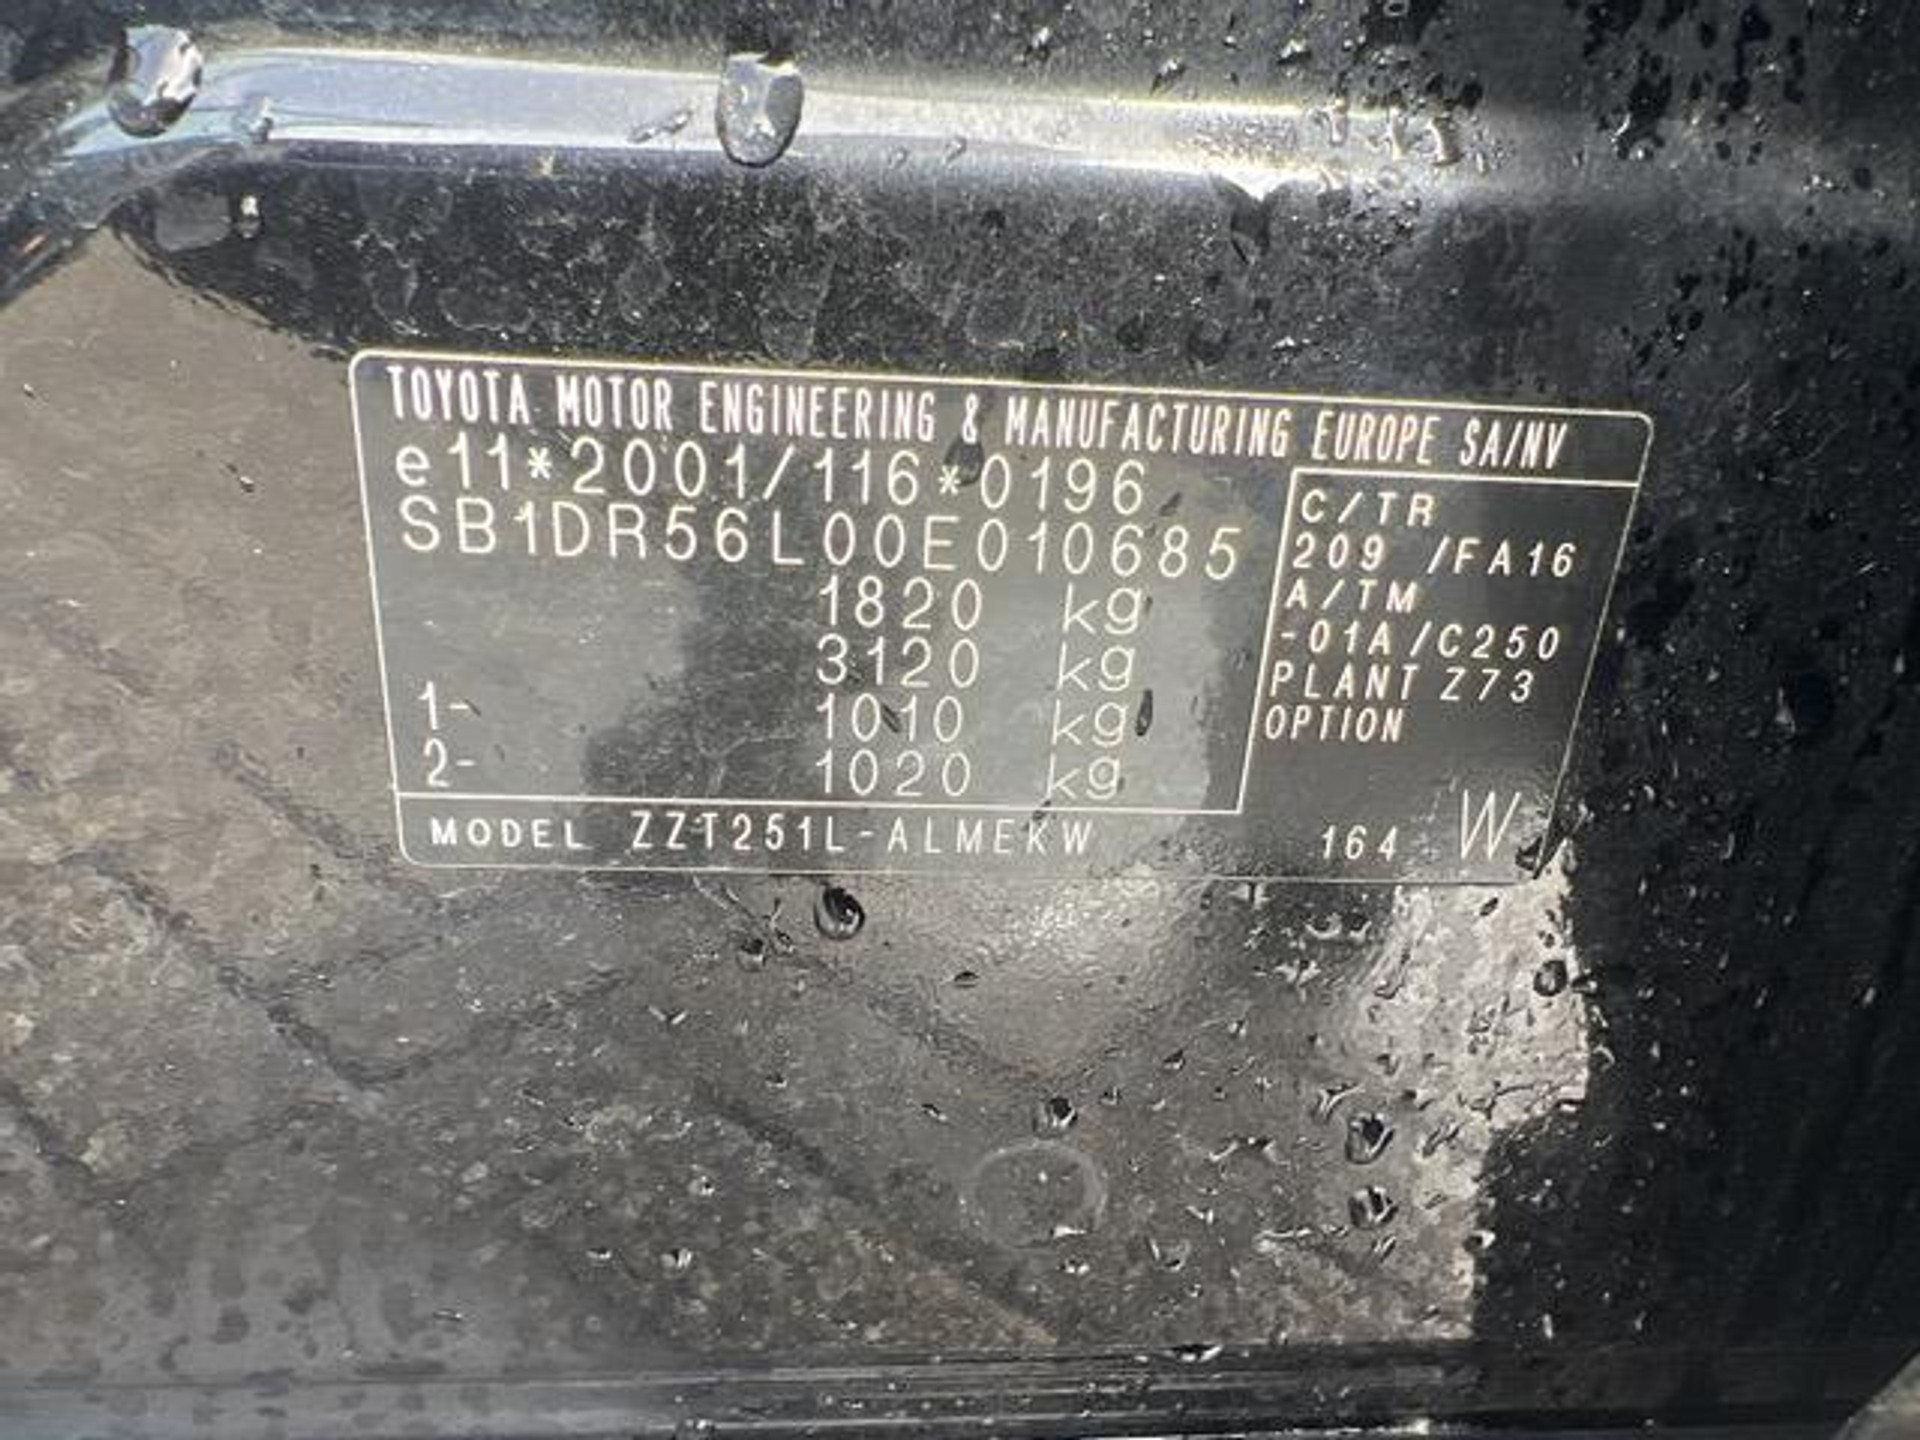 TOYOTA MOTOR ENGINEERING & MANUFACTURING EUROPE SA/NV
e11*2001/116*0196
SB1DR56L00E010685
1820 kg
3120 kg
1- 1010 kg
2- 1020 kg
C/TR
209 /FA16
A/TM
-01A/C250
PLANT Z73
OPTION
MODEL ZZT251L-ALMEKW
164 W